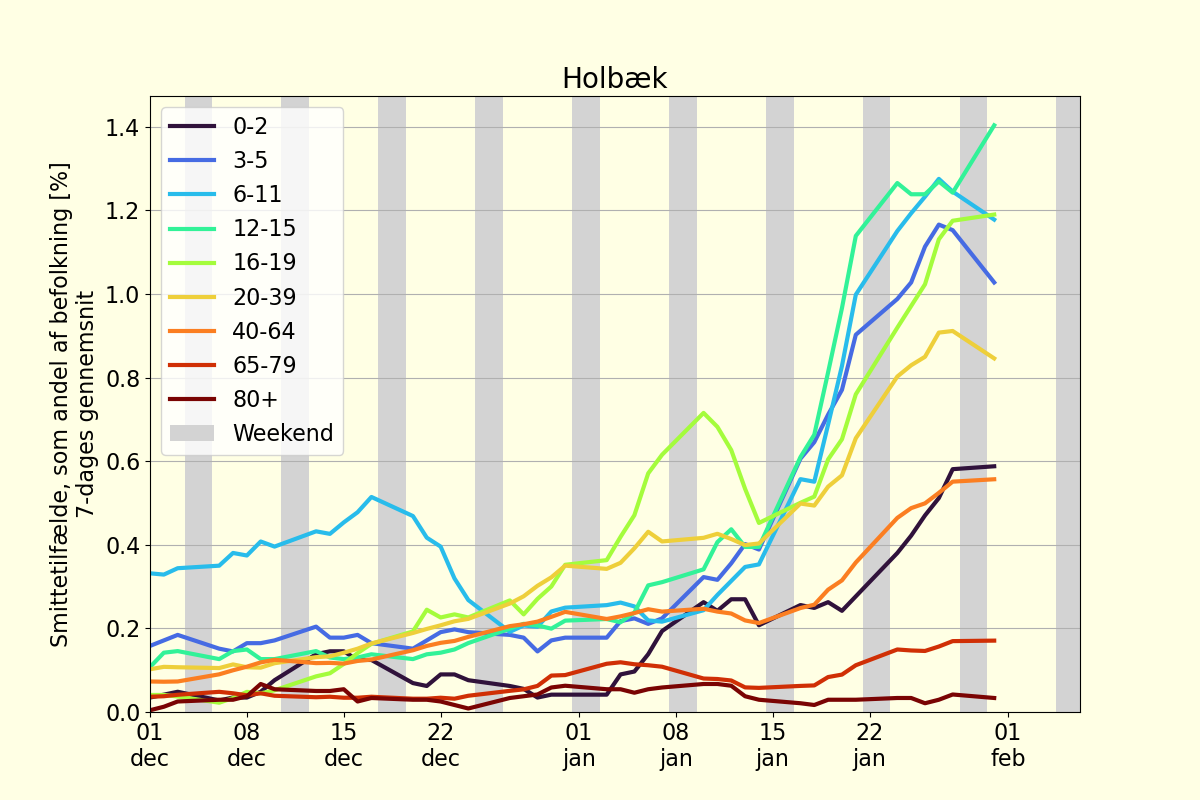 Holbæk
Smittetilfælde, som andel af befolkning [%]
7-dages gennemsnit
1.4
1.2
1.0
0.8
0.6
0.4
0.2
0.0
0-2
3-5
6-11
12-15
16-19
20-39
40-64
65-79
80+
Weekend
01 08 15 22 01 08 15 22 01
dec dec dec dec jan jan jan jan feb